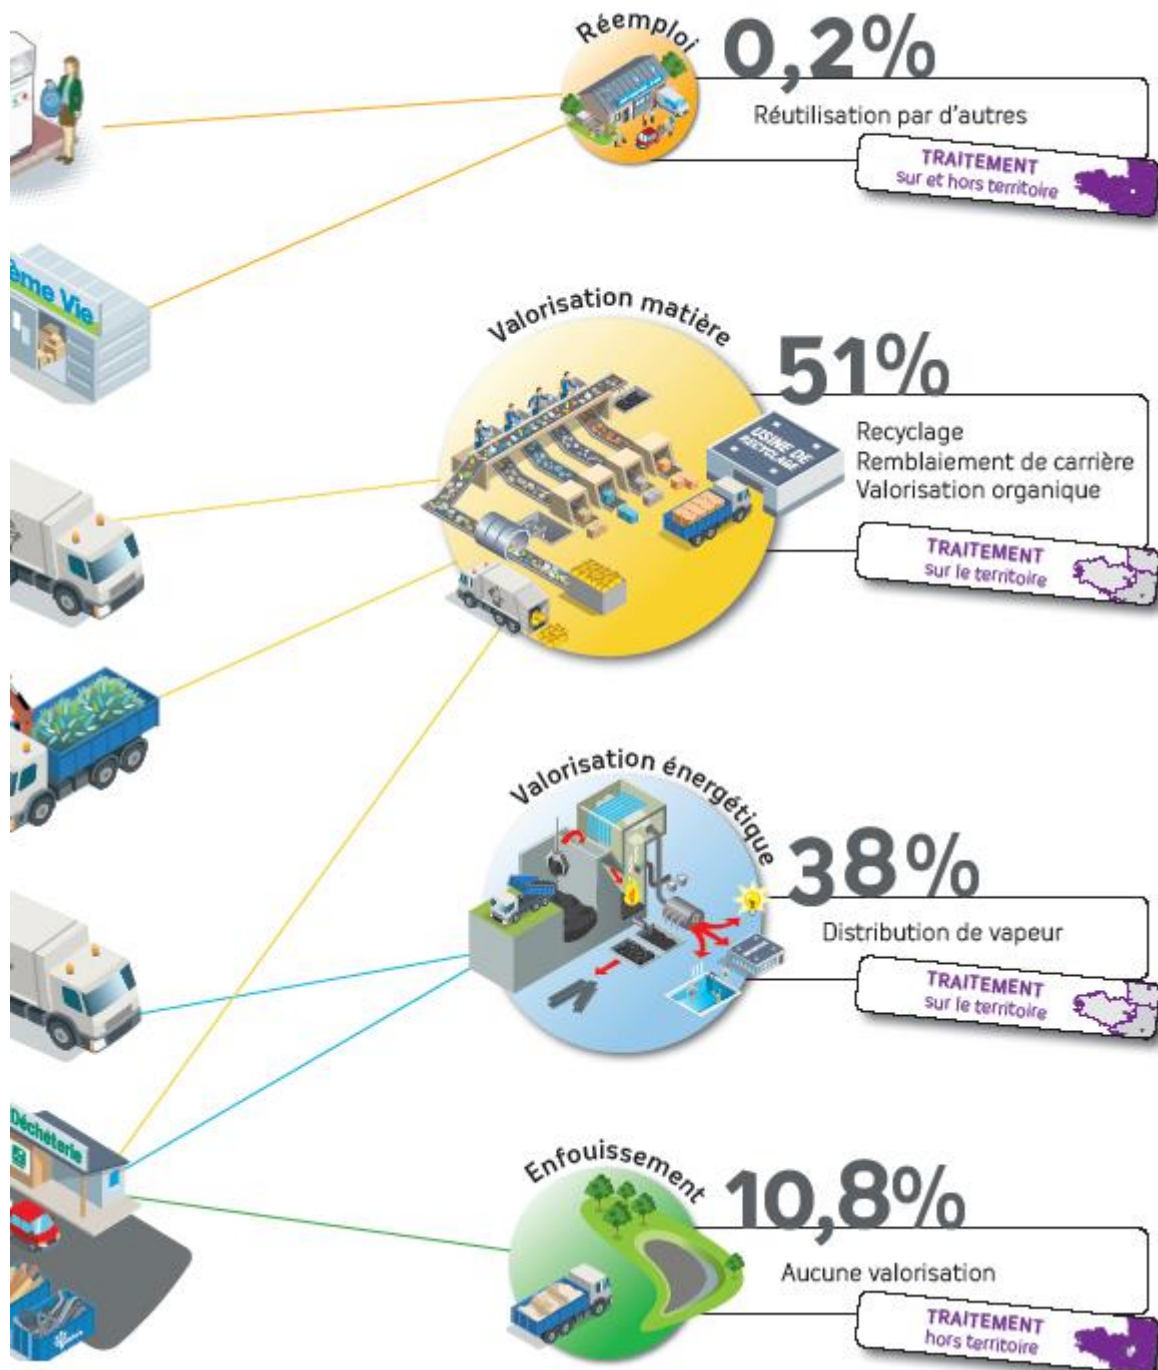 Réemploi
0,2%
Réutilisation par d'autres
TRAITEMENT
sur et hors territoire
ème Vie
Valorisation matière
51%
USINE DE
RECYCLAGE
Recyclage
Remblaiement de carrière
Valorisation organique
TRAITEMENT
sur le territoire
Valorisation énergétique
38%
Distribution de vapeur
TRAITEMENT
sur le territoire
Déchèterie
Enfouissement
10,8%
Aucune valorisation
TRAITEMENT
hors territoire